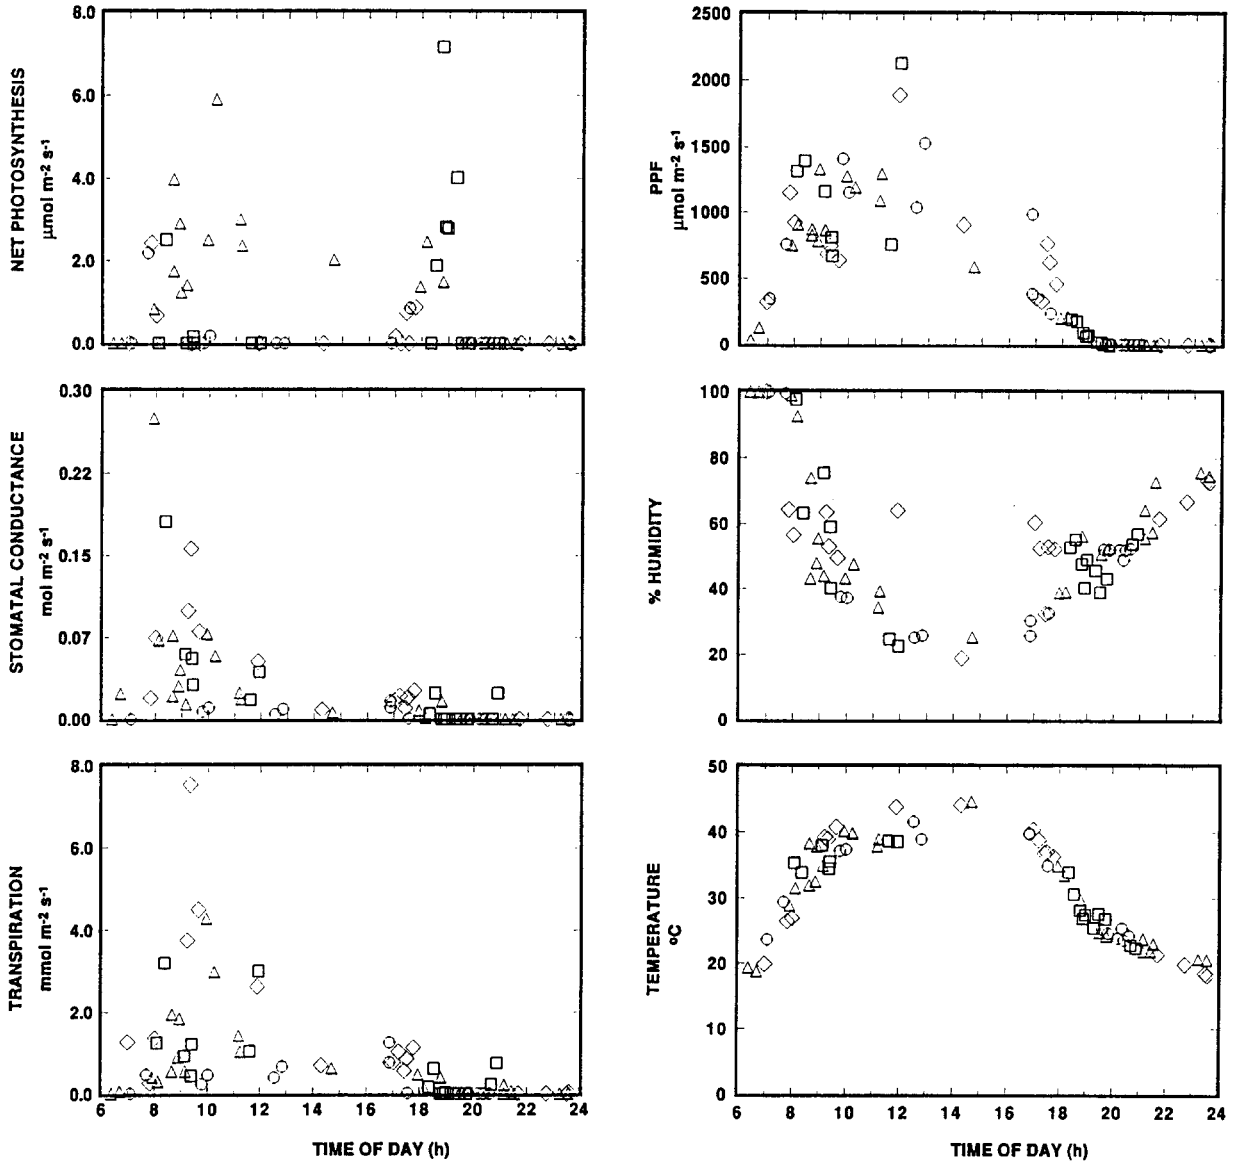 NET PHOTOSYNTHESIS
µmol m-2 s-1
8.0
6.0
4.0
2.0
0.0
PPF
µmol m-2 s-1
2500
2000
1500
1000
500
0
STOMATAL CONDUCTANCE
mol m-2 s-1
0.30
0.22
0.15
0.07
0.00
% HUMIDITY
100
80
60
40
20
0
TRANSPIRATION
mmol m-2 s-1
8.0
6.0
4.0
2.0
0.0
6 8 10 12 14 16 18 20 22 24
TIME OF DAY (h)
TEMPERATURE
ºC
50
40
30
20
10
0
6 8 10 12 14 16 18 20 22 24
TIME OF DAY (h)